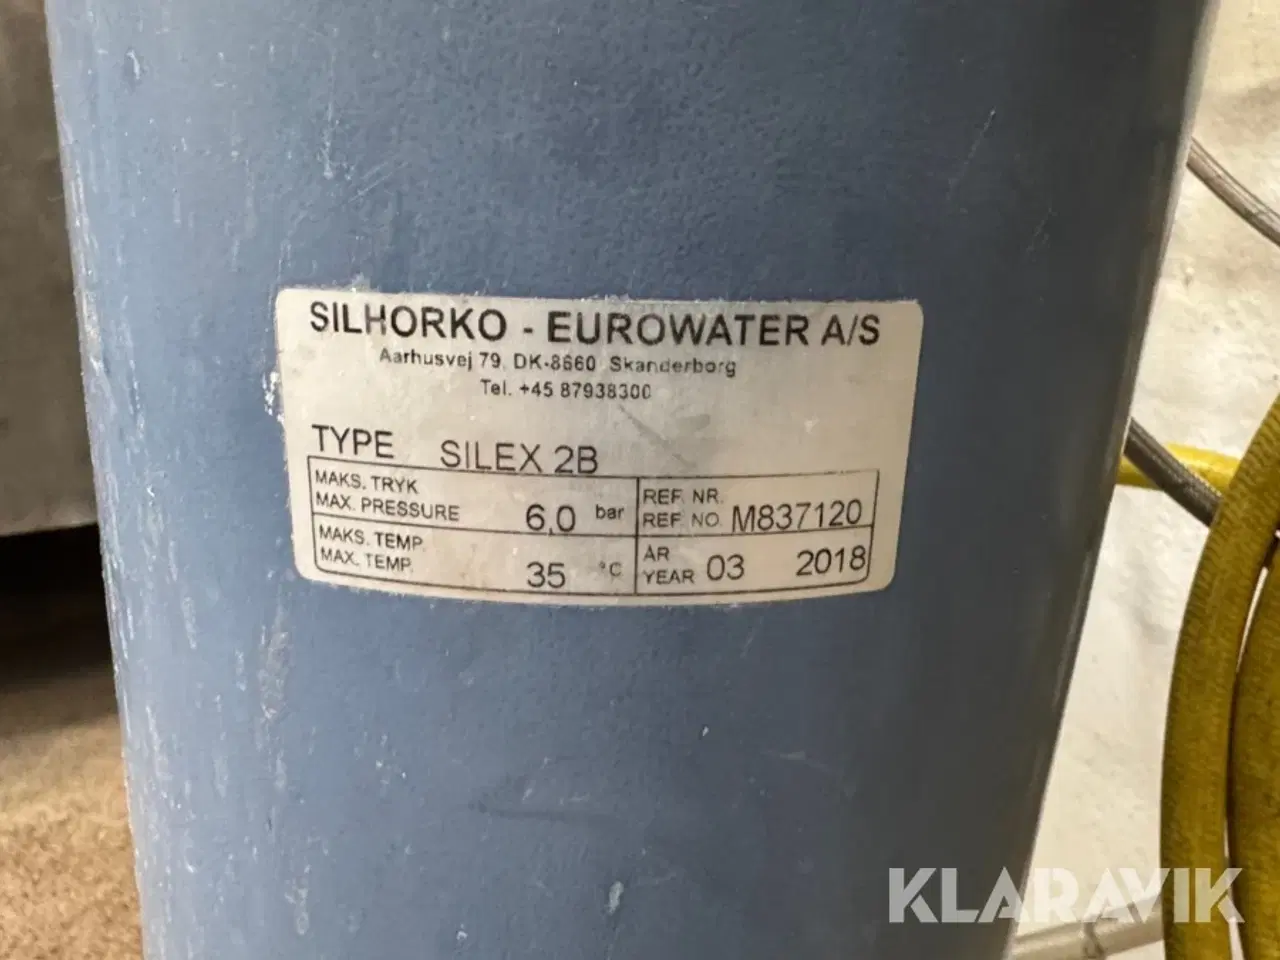 SILHORKO - EUROWATER A/S
Aarhusvej 79, DK-8660 Skanderborg
Tel. +45 87938300
TYPE SILEX 2B
MAKS. TRYK
MAX. PRESSURE 6,0 bar
REF. NR.
REF. NO. M837120
MAKS. TEMP.
MAX. TEMP. 35 °C
ÅR
YEAR 03 2018
KLARAVIK